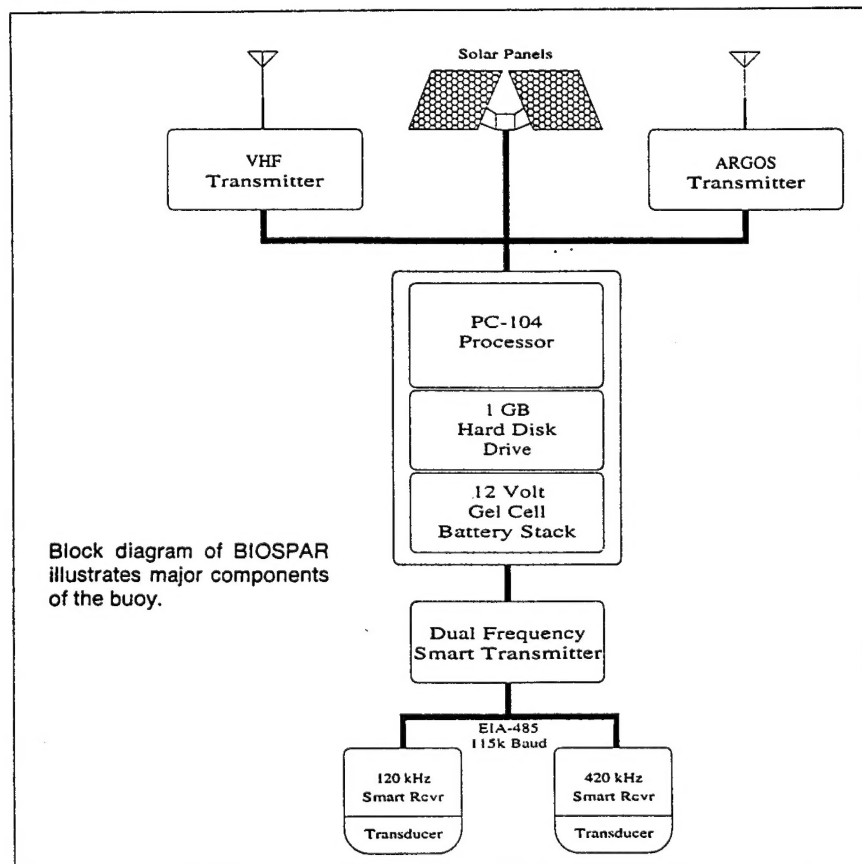 Solar Panels
VHF
Transmitter
ARGOS
Transmitter
PC-104
Processor
1 GB
Hard Disk
Drive
12 Volt
Gel Cell
Battery Stack
Block diagram of BIOSPAR
illustrates major components
of the buoy.
Dual Frequency
Smart Transmitter
EIA-485
115k Baud
120 kHz
Smart Rcvr
Transducer
420 kHz
Smart Rcvr
Transducer